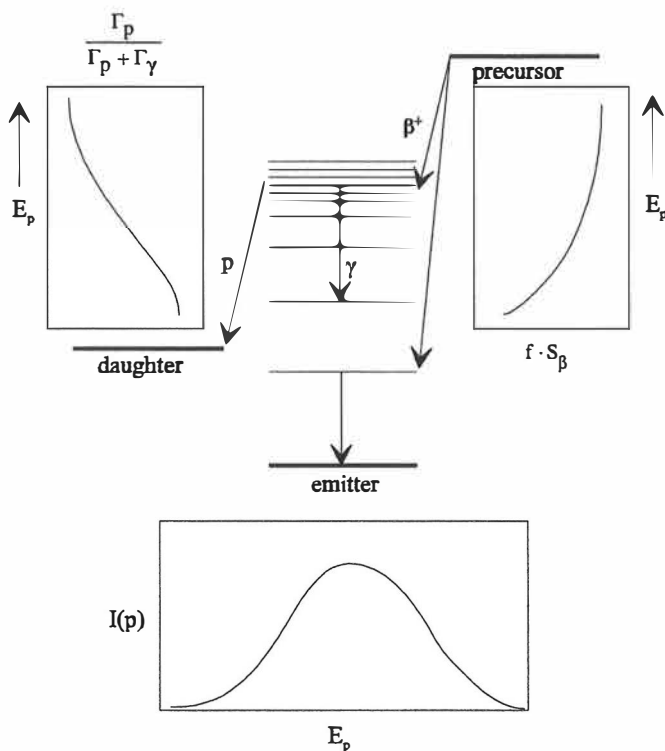 Γp
Γp + Γγ
precursor
β+
Ep
Ep
p
γ
daughter
f · Sβ
emitter
I(p)
Ep